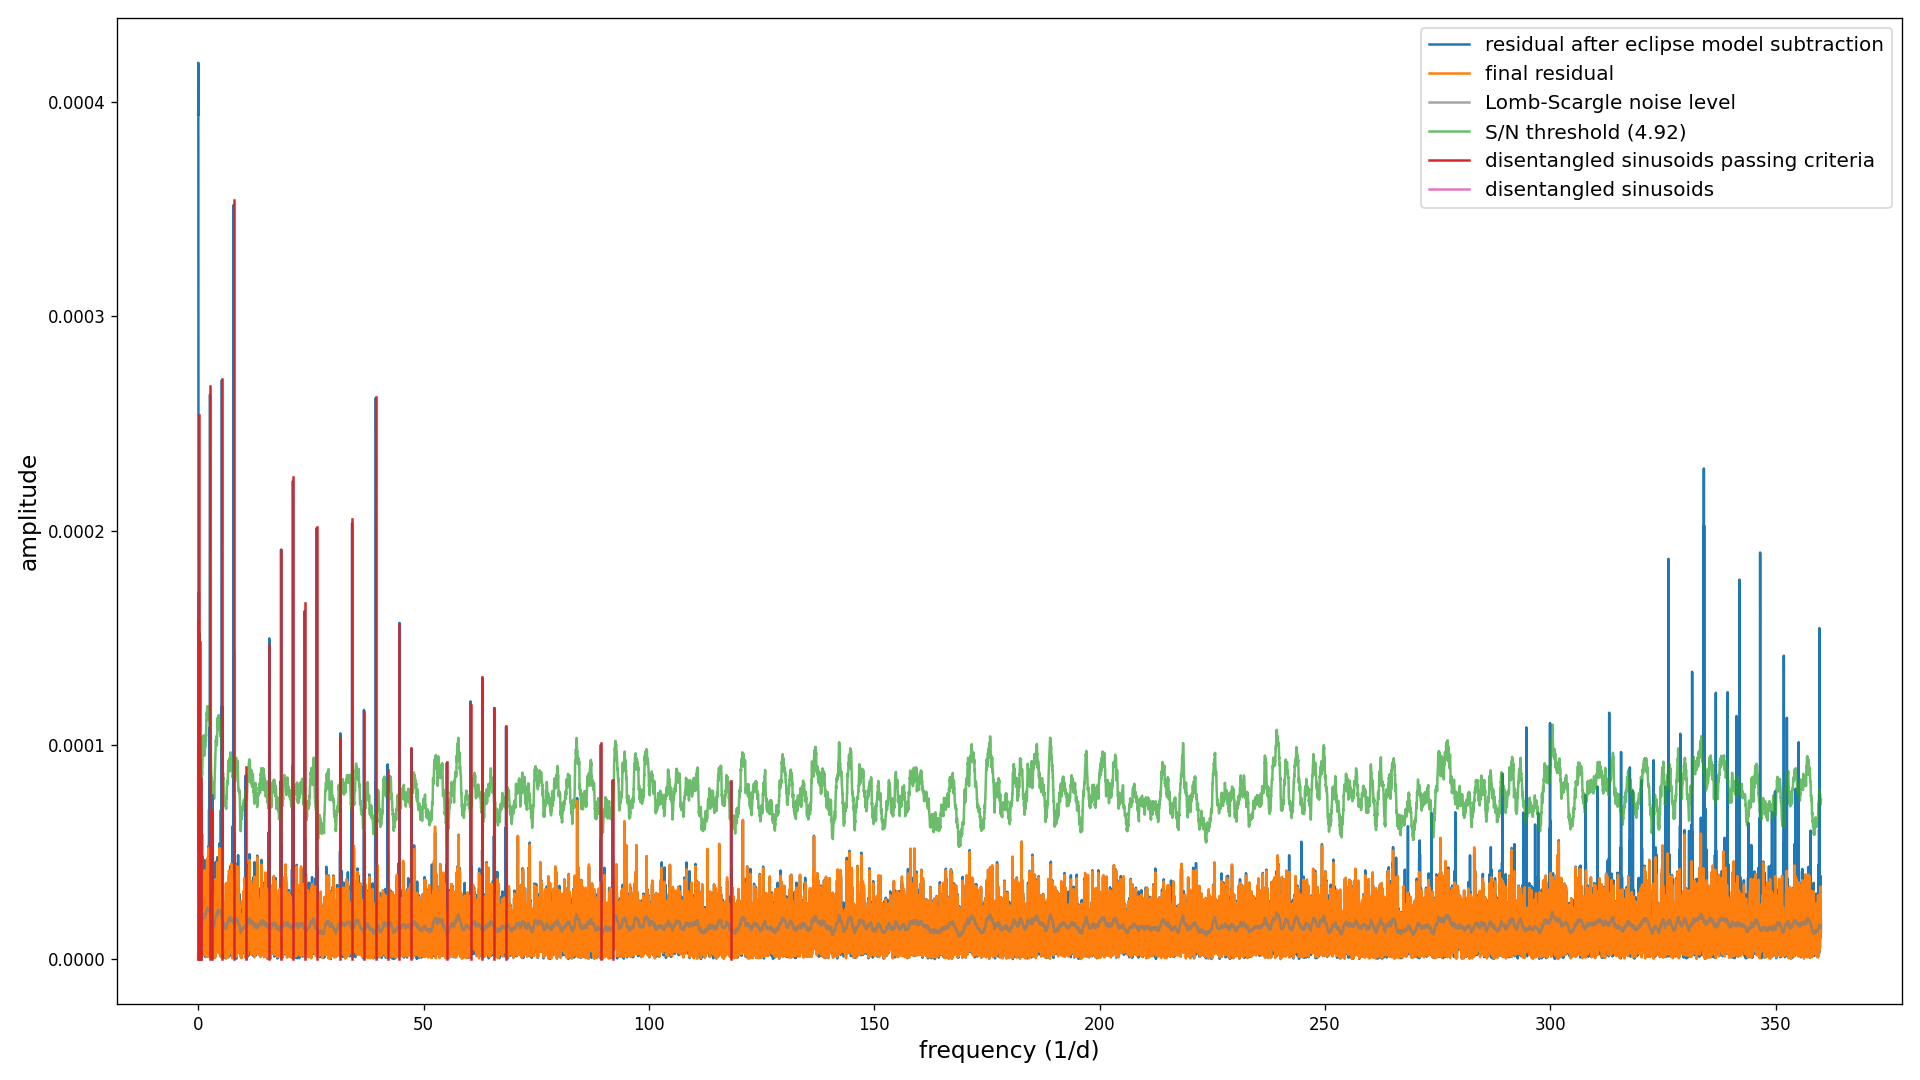 residual after eclipse model subtraction
final residual
Lomb-Scargle noise level
S/N threshold (4.92)
disentangled sinusoids passing criteria
disentangled sinusoids
amplitude
0.0004
0.0003
0.0002
0.0001
0.0000
0 50 100 150 200 250 300 350
frequency (1/d)